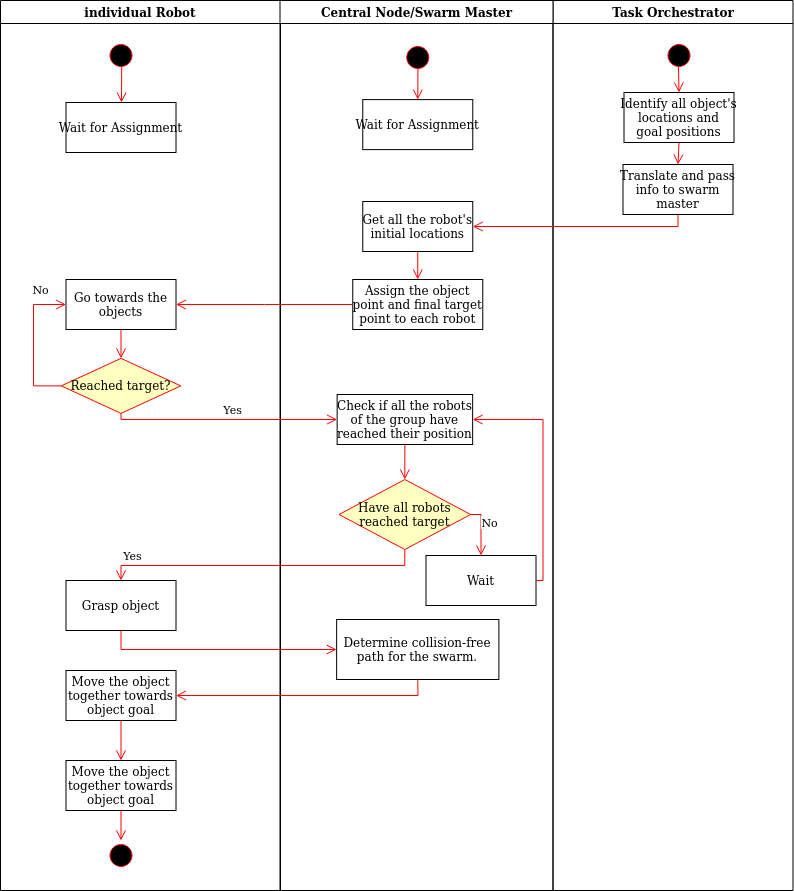 individual Robot
Central Node/Swarm Master
Task Orchestrator
Wait for Assignment
Wait for Assignment
Identify all object's
locations and
goal positions
Translate and pass
info to swarm
master
Get all the robot's
initial locations
Assign the object
point and final target
point to each robot
No
Go towards the
objects
Reached target?
Yes
Check if all the robots
of the group have
reached their position
Have all robots
reached target
No
Wait
Yes
Grasp object
Determine collision-free
path for the swarm.
Move the object
together towards
object goal
Move the object
together towards
object goal